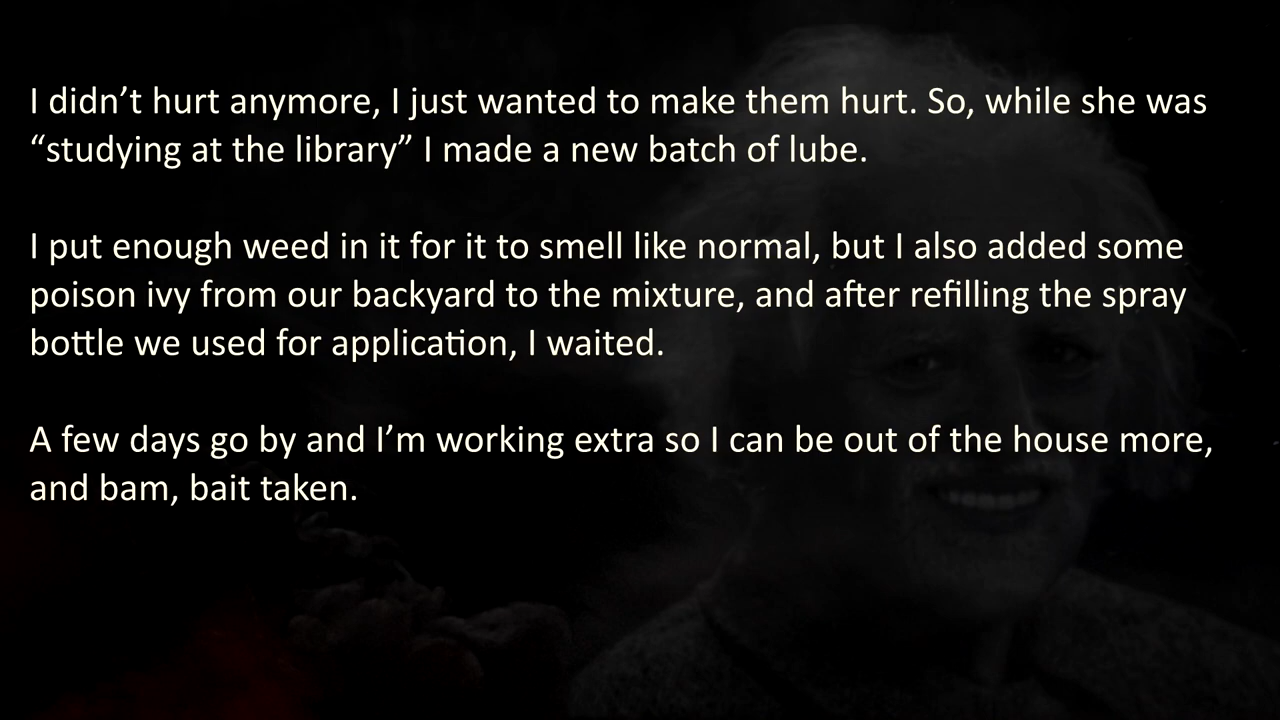 I didn’t hurt anymore, I just wanted to make them hurt. So, while she was
“studying at the library” I made a new batch of lube.
I put enough weed in it for it to smell like normal, but I also added some
poison ivy from our backyard to the mixture, and after refilling the spray
bottle we used for application, I waited.
A few days go by and I’m working extra so I can be out of the house more,
and bam, bait taken.